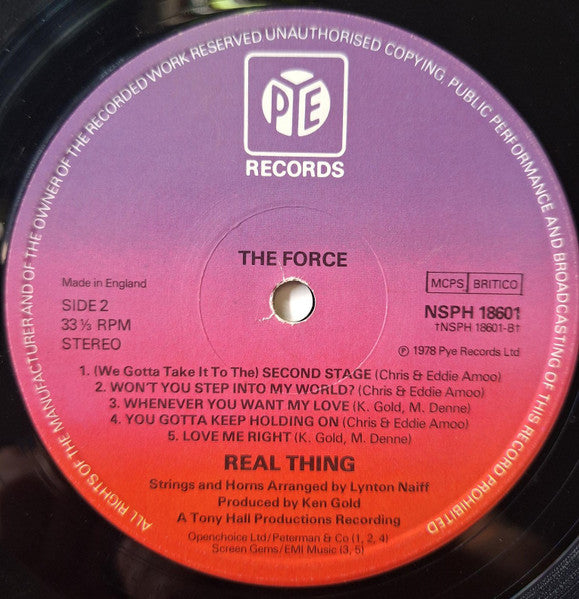 ALL RIGHTS OF THE MANUFACTURER AND OF THE OWNER OF THE RECORDED WORK RESERVED UNAUTHORISED COPYING, PUBLIC PERFORMANCE AND BROADCASTING OF THIS RECORD PROHIBITED
PYE
RECORDS
THE FORCE
Made in England
MCPS BRITICO
SIDE 2
NSPH 18601
33⅓ RPM
†NSPH 18601-B†
STEREO
℗ 1978 Pye Records Ltd
1. (We Gotta Take It To The) SECOND STAGE (Chris & Eddie Amoo)
2. WON'T YOU STEP INTO MY WORLD? (Chris & Eddie Amoo)
3. WHENEVER YOU WANT MY LOVE (K. Gold, M. Denne)
4. YOU GOTTA KEEP HOLDING ON (Chris & Eddie Amoo)
5. LOVE ME RIGHT (K. Gold, M. Denne)
REAL THING
Strings and Horns Arranged by Lynton Naiff
Produced by Ken Gold
A Tony Hall Productions Recording
Openchoice Ltd/Peterman & Co (1, 2, 4)
Screen Gems/EMI Music (3, 5)